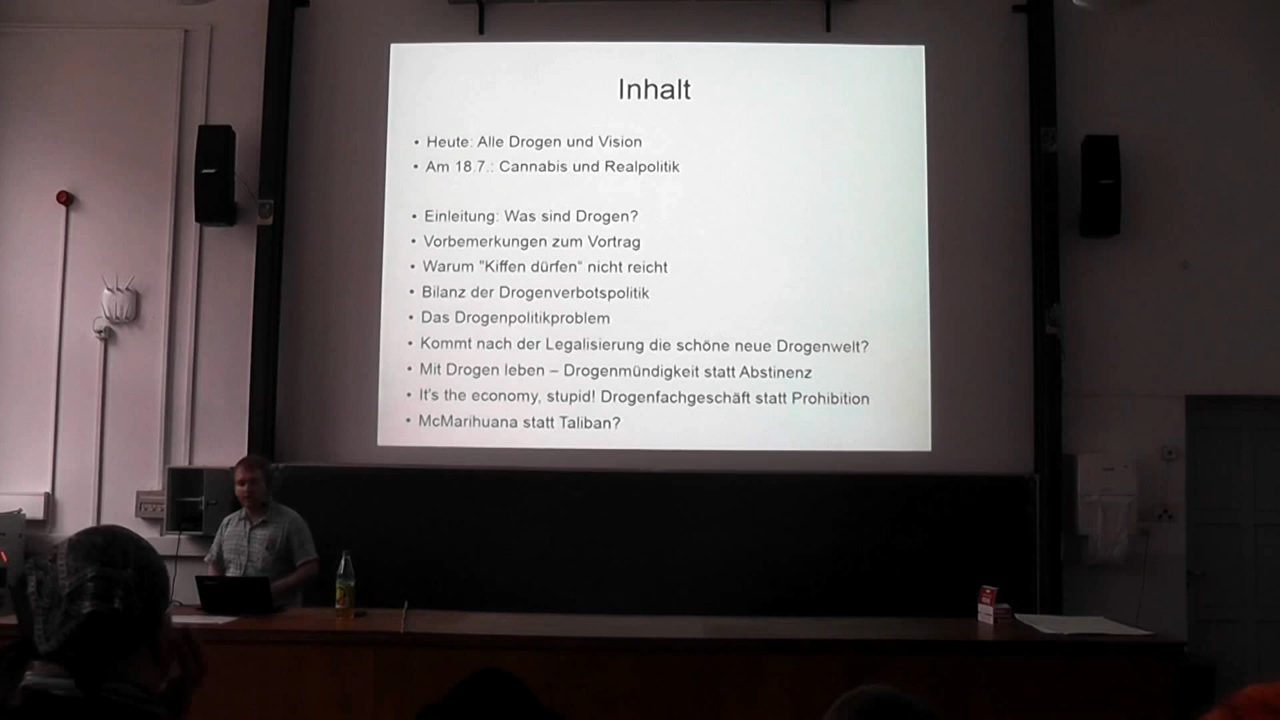 Inhalt
• Heute: Alle Drogen und Vision
• Am 18.7.: Cannabis und Realpolitik
• Einleitung: Was sind Drogen?
• Vorbemerkungen zum Vortrag
• Warum "Kiffen dürfen“ nicht reicht
• Bilanz der Drogenverbotspolitik
• Das Drogenpolitikproblem
• Kommt nach der Legalisierung die schöne neue Drogenwelt?
• Mit Drogen leben – Drogenmündigkeit statt Abstinenz
• It's the economy, stupid! Drogenfachgeschäft statt Prohibition
• McMarihuana statt Taliban?